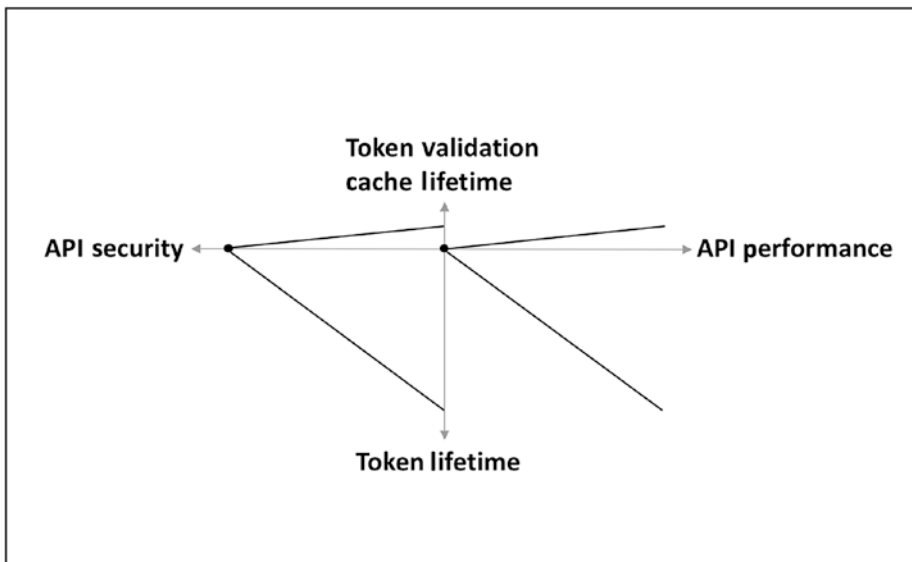 Token validation
cache lifetime
API security
API performance
Token lifetime